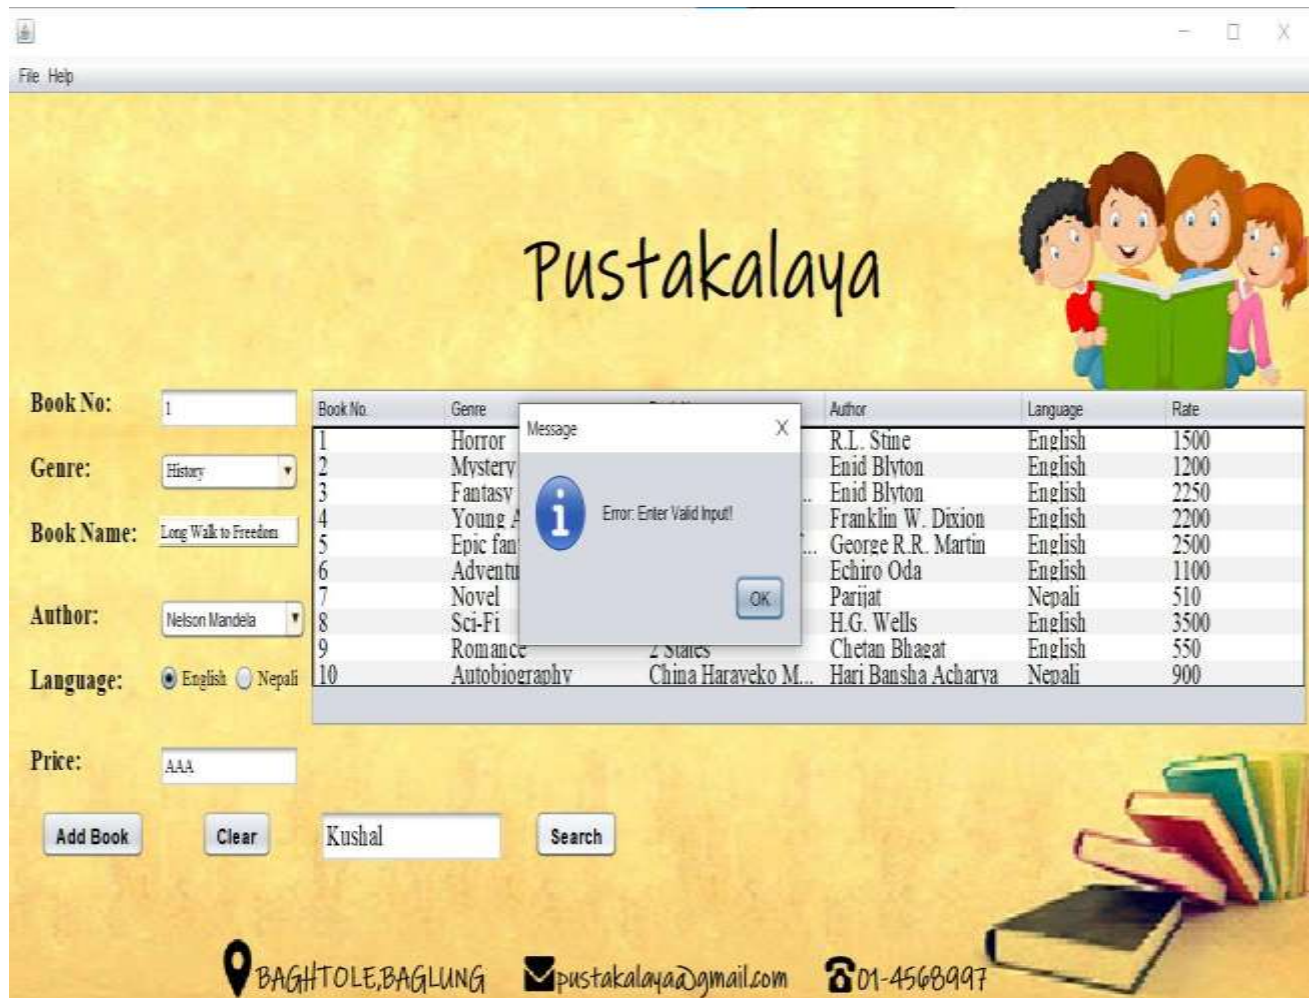 File Help
Pustakalaya
Book No: 1
Genre: History
Book Name: Long Walk to Freedom
Author: Nelson Mandela
Language: English Nepali
Price: AAA
Add Book Clear Kushal Search
Book No. Genre Author Language Rate
1 Horror R.L. Stine English 1500
2 Mystery Enid Blyton English 1200
3 Fantasy .. Enid Blyton English 2250
4 Young A Franklin W. Dixion English 2200
5 Epic fan ... George R.R. Martin English 2500
6 Adventu Echiro Oda English 1100
7 Novel Parijat Nepali 510
8 Sci-Fi H.G. Wells English 3500
9 Romance 2 States Chetan Bhagat English 550
10 Autobiography China Harayeko M... Hari Bansha Acharya Nepali 900
Message X
i
Error: Enter Valid Input!!
OK
BAGHTOLE,BAGLUNG pustakalaya@gmail.com 01-4568997